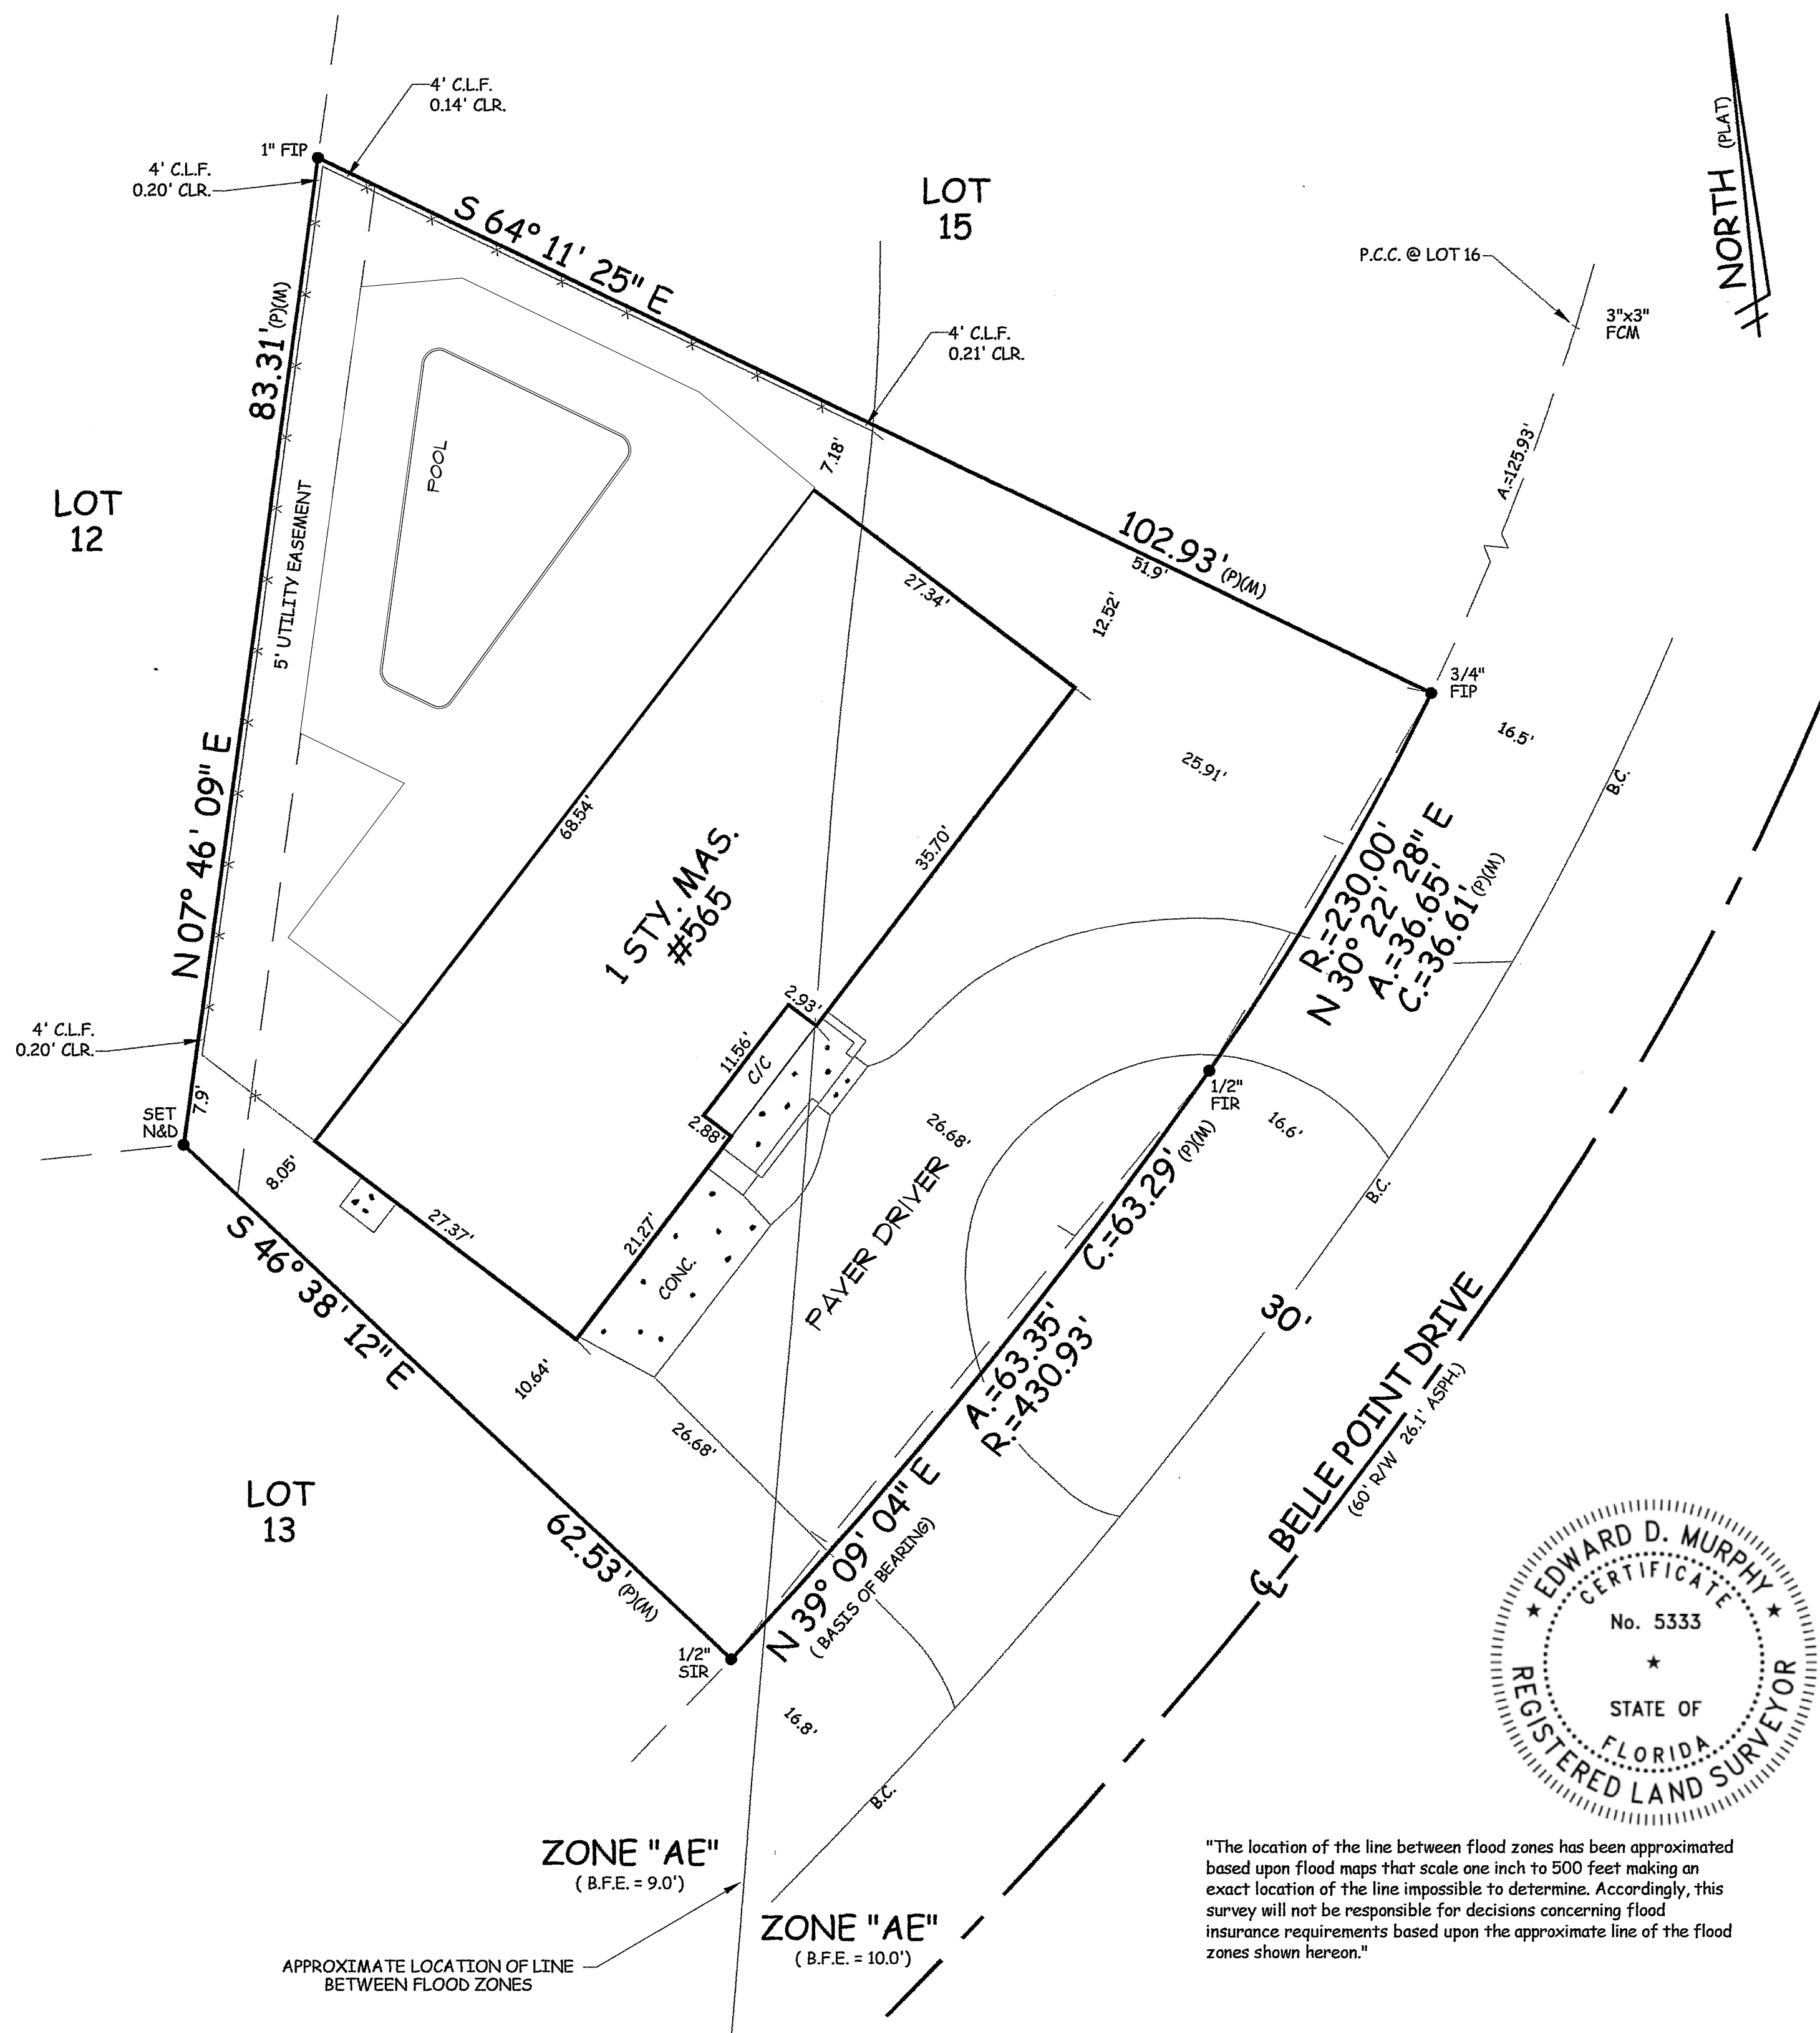 4' C.L.F.
0.14' CLR.
1" FIP
4' C.L.F.
0.20' CLR.
S 64° 11' 25" E
LOT
15
NORTH (PLAT)
P.C.C. @ LOT 16
3"x3"
FCM
83.31' (P)(M)
4' C.L.F.
0.21' CLR.
POOL
7.18'
A.=125.93'
LOT
12
5' UTILITY EASEMENT
102.93' (P)(M)
51.9'
27.34'
12.52'
3/4"
FIP
16.5'
B.C.
25.91'
N 07° 46' 09" E
68.54'
35.70'
1 STY. MAS.
#565
R.=230.00'
N 30° 22' 28" E
A.=36.65'
C.=36.61' (P)(M)
2.93'
11.56'
C/C
2.88'
4' C.L.F.
0.20' CLR.
7.9'
SET
N&D
1/2"
FIR
16.6'
26.68'
PAVER DRIVER
8.05'
27.37'
21.27'
CONC.
C.=63.29' (P)(M)
B.C.
S 46° 38' 12" E
10.64'
26.68'
A.=63.35'
R.=430.93'
30'
BELLE POINT DRIVE
(60' R/W 26.1' ASPH.)
LOT
13
62.53' (P)(M)
N 39° 09' 04" E
( BASIS OF BEARING)
1/2"
SIR
16.8'
B.C.
EDWARD D. MURPHY
CERTIFICATE
No. 5333
STATE OF
FLORIDA
REGISTERED LAND SURVEYOR
ZONE "AE"
( B.F.E. = 9.0')
ZONE "AE"
( B.F.E. = 10.0')
APPROXIMATE LOCATION OF LINE
BETWEEN FLOOD ZONES
"The location of the line between flood zones has been approximated
based upon flood maps that scale one inch to 500 feet making an
exact location of the line impossible to determine. Accordingly, this
survey will not be responsible for decisions concerning flood
insurance requirements based upon the approximate line of the flood
zones shown hereon."